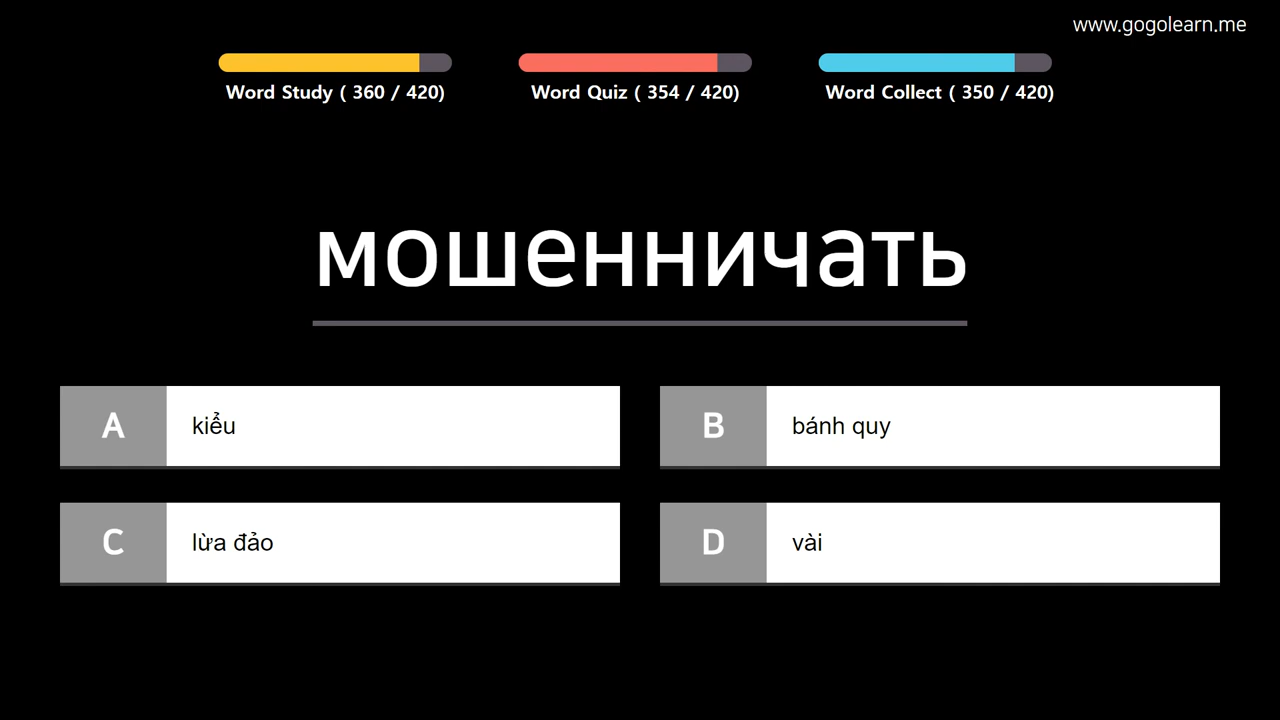 www.gogolearn.me
Word Study ( 360 / 420)
Word Quiz ( 354 / 420)
Word Collect ( 350 / 420)
мошенничать
A
kiểu
B
bánh quy
C
lừa đảo
D
vài